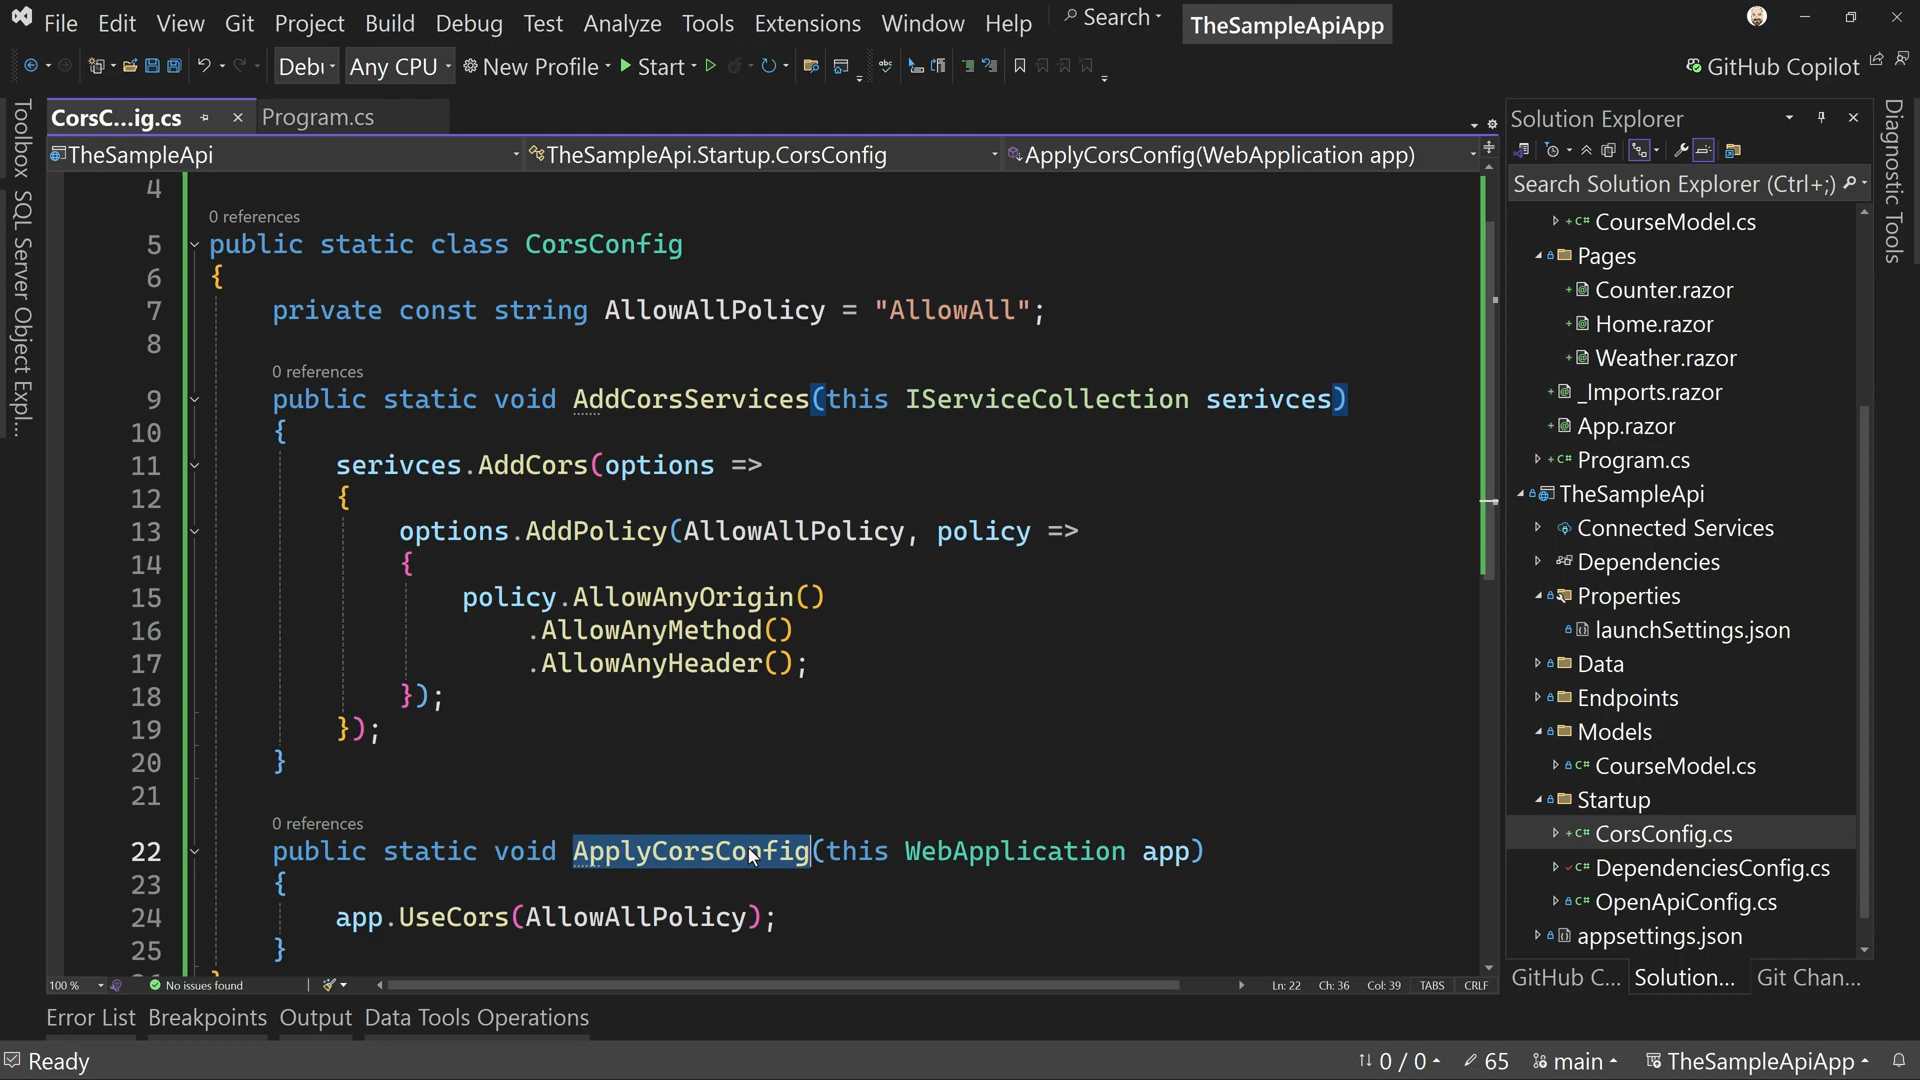 File Edit View Git Project Build Debug Test Analyze Tools Extensions Window Help Search TheSampleApiApp
Debu Any CPU New Profile Start GitHub Copilot
CorsC...ig.cs Program.cs
TheSampleApi TheSampleApi.Startup.CorsConfig ApplyCorsConfig(WebApplication app)
Toolbox
SQL Server Object Expl...
4
0 references
5 public static class CorsConfig
6 {
7 private const string AllowAllPolicy = "AllowAll";
8
0 references
9 public static void AddCorsServices(this IServiceCollection serivces)
10 {
11 serivces.AddCors(options =>
12 {
13 options.AddPolicy(AllowAllPolicy, policy =>
14 {
15 policy.AllowAnyOrigin()
16 .AllowAnyMethod()
17 .AllowAnyHeader();
18 });
19 });
20 }
21
0 references
22 public static void ApplyCorsConfig(this WebApplication app)
23 {
24 app.UseCors(AllowAllPolicy);
25 }
100 % No issues found Ln: 22 Ch: 36 Col: 39 TABS CRLF
Solution Explorer
Search Solution Explorer (Ctrl+;)
CourseModel.cs
Pages
Counter.razor
Home.razor
Weather.razor
_Imports.razor
App.razor
Program.cs
TheSampleApi
Connected Services
Dependencies
Properties
launchSettings.json
Data
Endpoints
Models
CourseModel.cs
Startup
CorsConfig.cs
DependenciesConfig.cs
OpenApiConfig.cs
appsettings.json
GitHub C... Solution... Git Chan...
Diagnostic Tools
Error List Breakpoints Output Data Tools Operations
Ready 0 / 0 65 main TheSampleApiApp